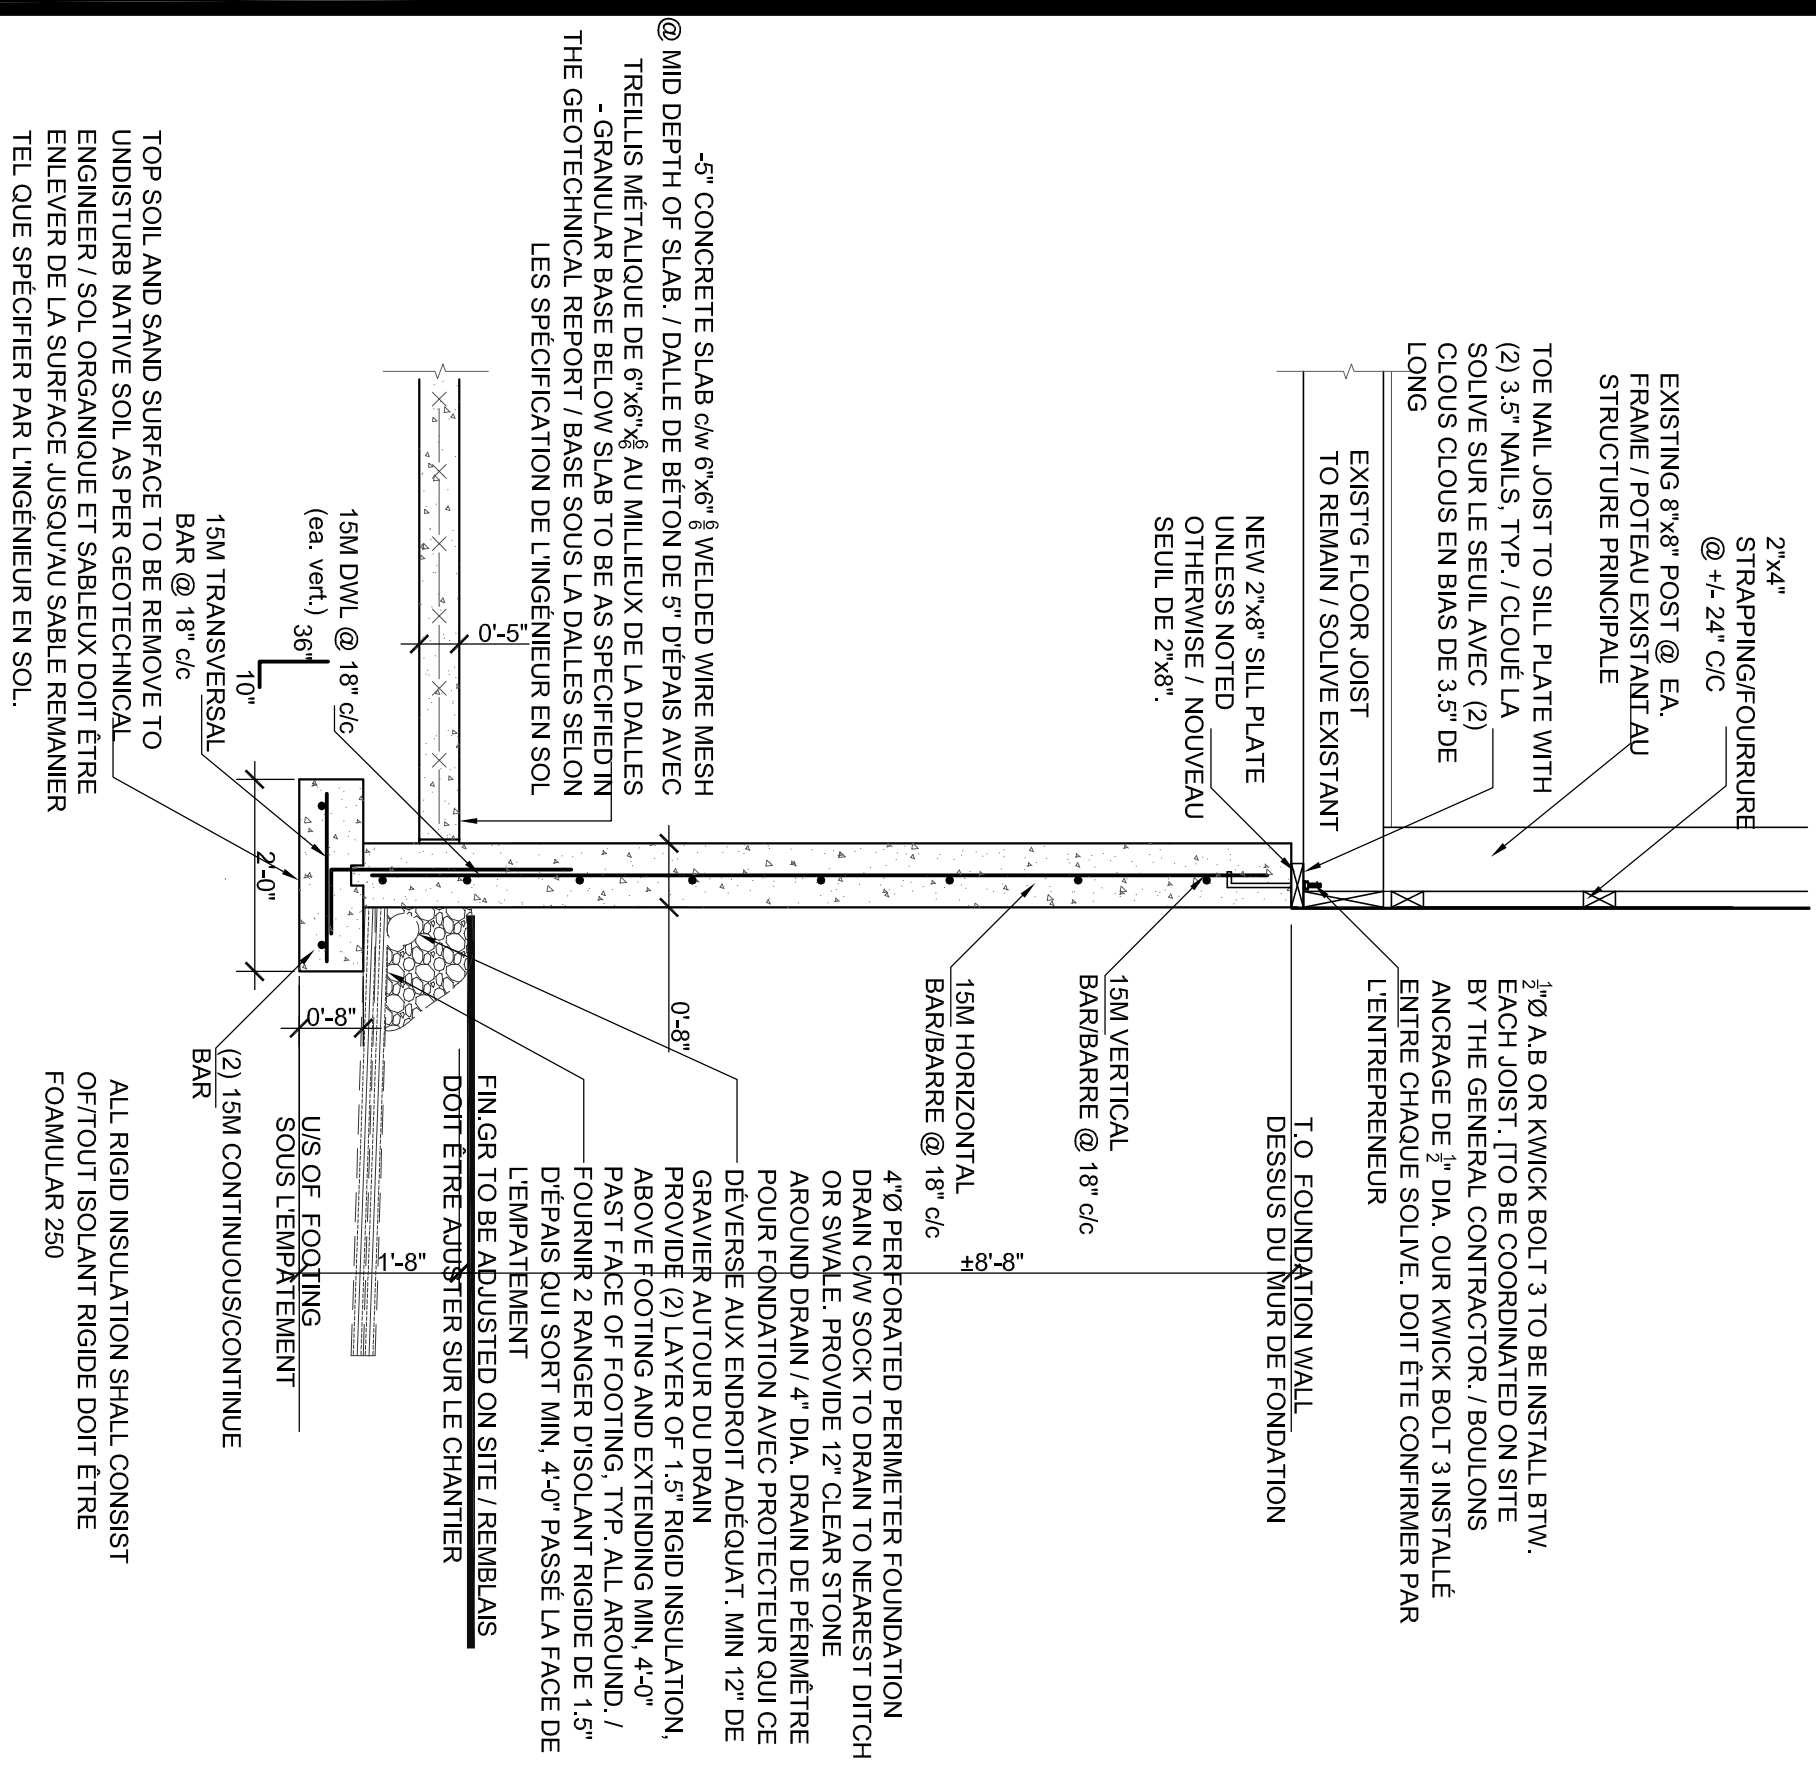 2"x4"
STRAPPING/FOURRURE
@ +/- 24" C/C
EXISTING 8"x8" POST @ EA.
FRAME / POTEAU EXISTANT AU
STRUCTURE PRINCIPALE
TOE NAIL JOIST TO SILL PLATE WITH
(2) 3.5" NAILS, TYP. / CLOUÉ LA
SOLIVE SUR LE SEUIL AVEC (2)
CLOUS CLOUS EN BIAS DE 3.5" DE
LONG
EXIST'G FLOOR JOIST
TO REMAIN / SOLIVE EXISTANT
NEW 2"x8" SILL PLATE
UNLESS NOTED
OTHERWISE / NOUVEAU
SEUIL DE 2"x8".
1/2"Ø A.B OR KWICK BOLT 3 TO BE INSTALL BTW.
EACH JOIST. [TO BE COORDINATED ON SITE
BY THE GENERAL CONTRACTOR. / BOULONS
ANCRAGE DE 1/2" DIA. OUR KWICK BOLT 3 INSTALLÉ
ENTRE CHAQUE SOLIVE. DOIT ÊTE CONFIRMER PAR
L'ENTREPRENEUR
T.O FOUNDATION WALL
DESSUS DU MUR DE FONDATION
15M VERTICAL
BAR/BARRE @ 18" c/c
15M HORIZONTAL
BAR/BARRE @ 18" c/c
±8'-8"
-5" CONCRETE SLAB c/w 6"x6" 6/6 WELDED WIRE MESH
@ MID DEPTH OF SLAB. / DALLE DE BÉTON DE 5" D'ÉPAIS AVEC
TREILLIS MÉTALIQUE DE 6"x6"x6/6 AU MILLIEUX DE LA DALLES
- GRANULAR BASE BELOW SLAB TO BE AS SPECIFIED IN
THE GEOTECHNICAL REPORT / BASE SOUS LA DALLES SELON
LES SPÉCIFICATION DE L'INGÉNIEUR EN SOL
0'-5"
0'-8"
4"Ø PERFORATED PERIMETER FOUNDATION
DRAIN C/W SOCK TO DRAIN TO NEAREST DITCH
OR SWALE. PROVIDE 12" CLEAR STONE
AROUND DRAIN / 4" DIA. DRAIN DE PÉRIMÊTRE
POUR FONDATION AVEC PROTECTEUR QUI CE
DÉVERSE AUX ENDROIT ADÉQUAT. MIN 12" DE
GRAVIER AUTOUR DU DRAIN
PROVIDE (2) LAYER OF 1.5" RIGID INSULATION,
ABOVE FOOTING AND EXTENDING MIN, 4'-0"
PAST FACE OF FOOTING, TYP. ALL AROUND. /
FOURNIR 2 RANGER D'ISOLANT RIGIDE DE 1.5"
D'ÉPAIS QUI SORT MIN, 4'-0" PASSÉ LA FACE DE
L'EMPATEMENT
FIN.GR TO BE ADJUSTED ON SITE / REMBLAIS
DOIT ÊTRE AJUSTER SUR LE CHANTIER
1'-8"
15M DWL @ 18" c/c
(ea. vert.)
36"
10"
15M TRANSVERSAL
BAR @ 18" c/c
2'-0"
0'-8"
U/S OF FOOTING
SOUS L'EMPATEMENT
(2) 15M CONTINUOUS/CONTINUE
BAR
TOP SOIL AND SAND SURFACE TO BE REMOVE TO
UNDISTURB NATIVE SOIL AS PER GEOTECHNICAL
ENGINEER / SOL ORGANIQUE ET SABLEUX DOIT ÊTRE
ENLEVER DE LA SURFACE JUSQU'AU SABLE REMANIER
TEL QUE SPÉCIFIER PAR L'INGÉNIEUR EN SOL.
ALL RIGID INSULATION SHALL CONSIST
OF/TOUT ISOLANT RIGIDE DOIT ÊTRE
FOAMULAR 250